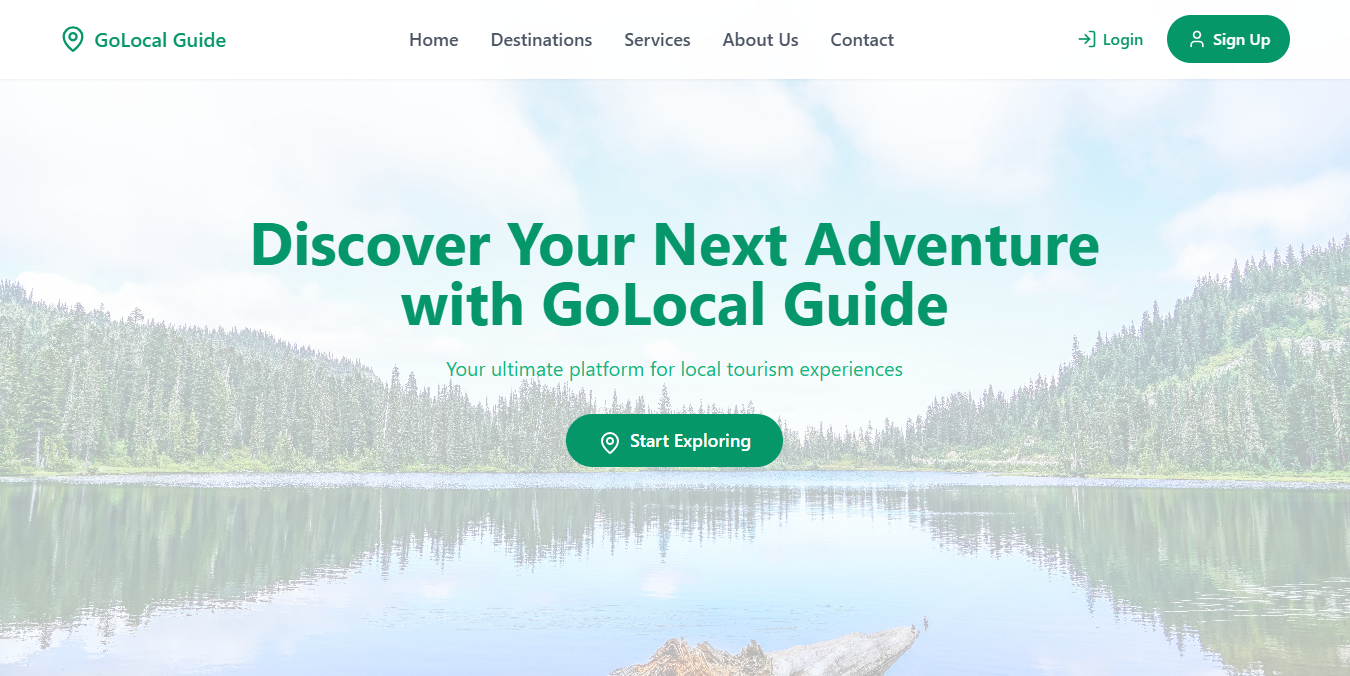 GoLocal Guide
Home
Destinations
Services
About Us
Contact
Login
Sign Up
Discover Your Next Adventure
with GoLocal Guide
Your ultimate platform for local tourism experiences
Start Exploring